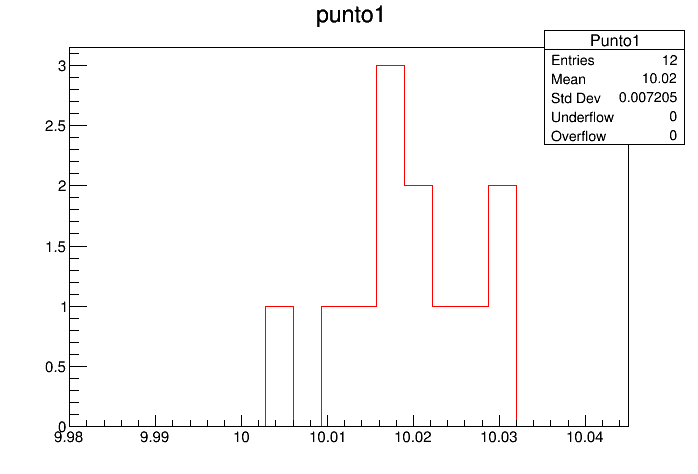 punto1
Punto1
Entries 12
Mean 10.02
Std Dev 0.007205
Underflow 0
Overflow 0
3
2.5
2
1.5
1
0.5
0
9.98 9.99 10 10.01 10.02 10.03 10.04